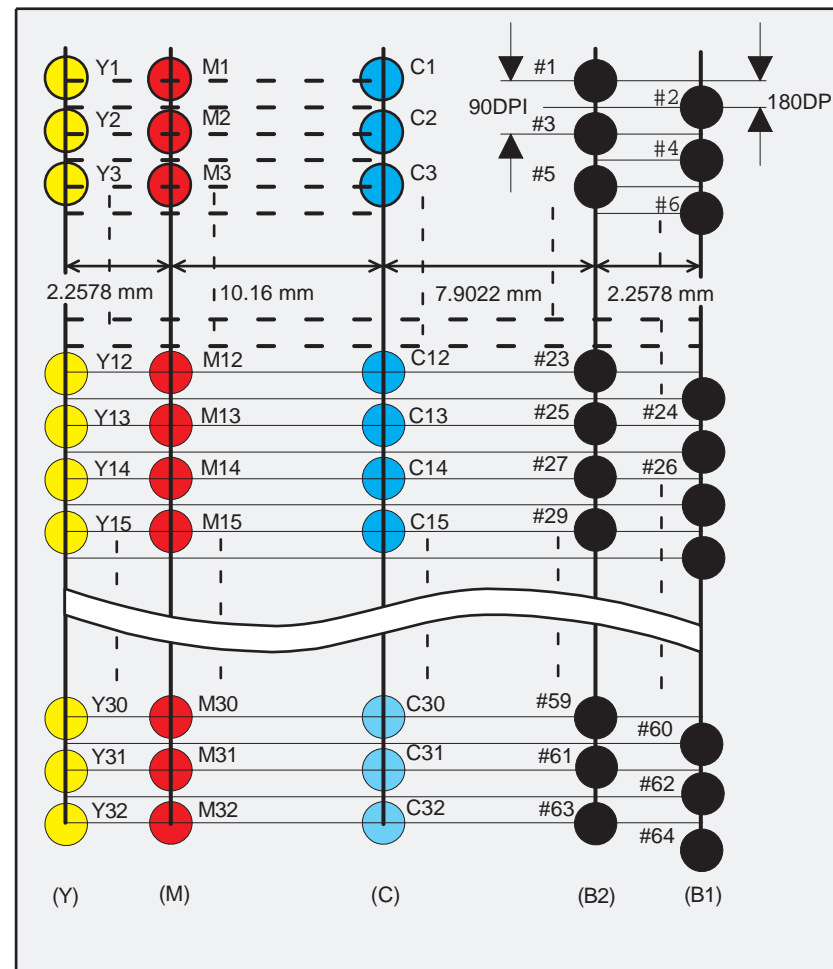 Y1 M1 C1 #1
#2
90DPI 180DP
Y2 M2 C2 #3
#4
Y3 M3 C3 #5
#6
2.2578 mm 10.16 mm 7.9022 mm 2.2578 mm
Y12 M12 C12 #23
Y13 M13 C13 #25 #24
Y14 M14 C14 #27 #26
Y15 M15 C15 #29
Y30 M30 C30 #59
#60
Y31 M31 C31 #61
#62
Y32 M32 C32 #63
#64
(Y) (M) (C) (B2) (B1)